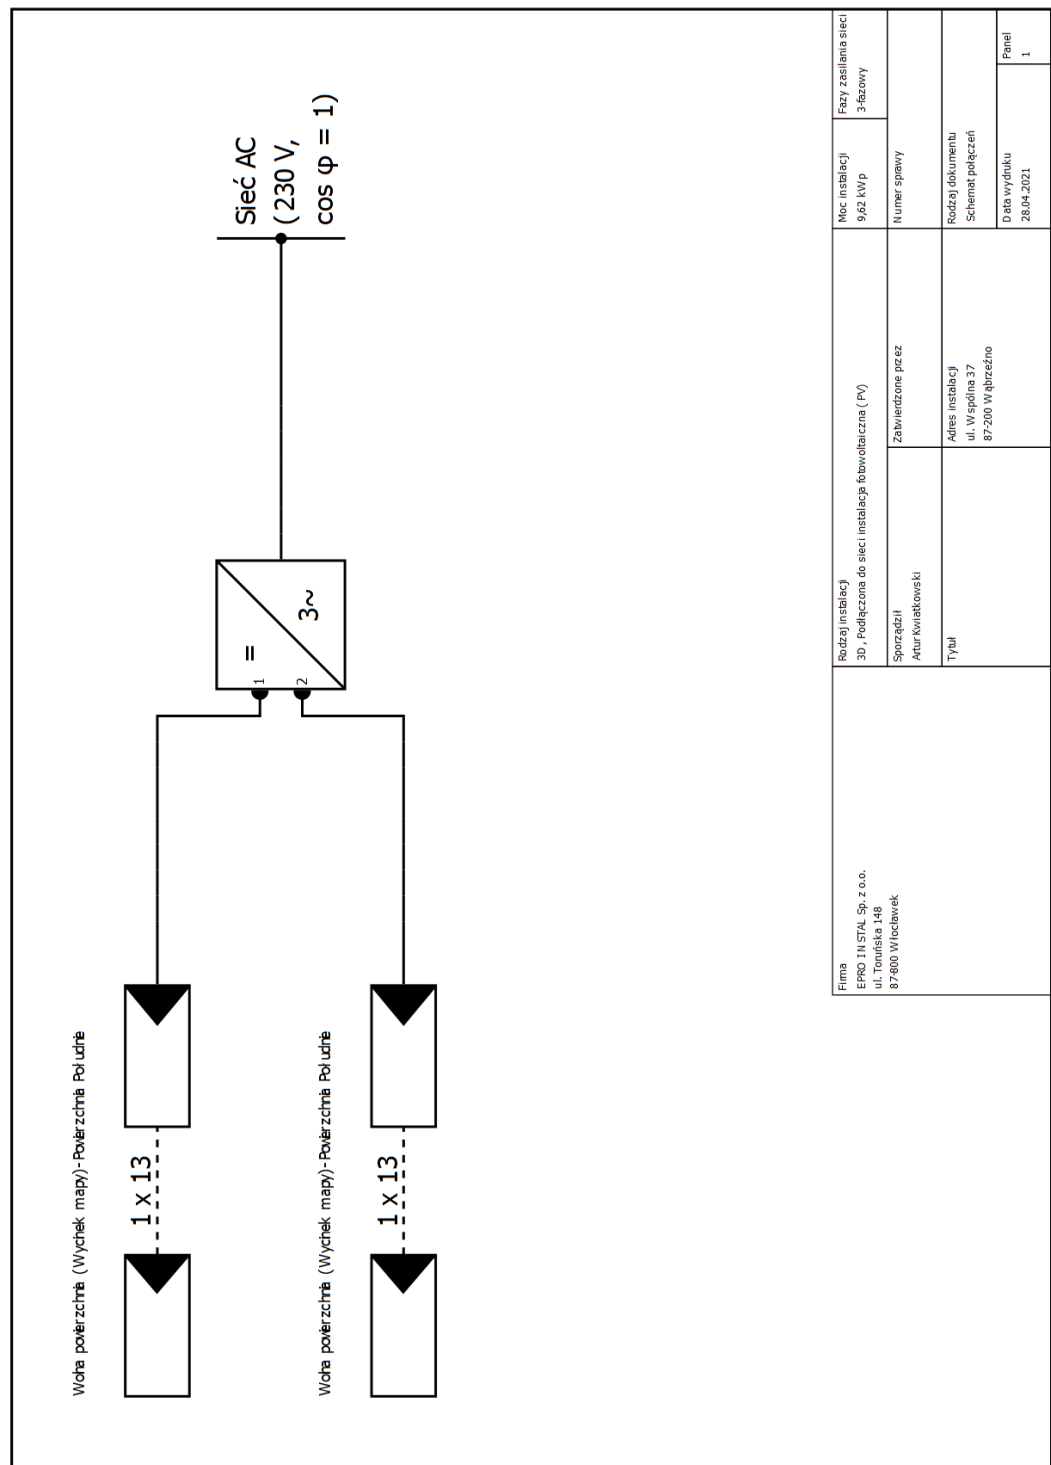 Wolna powierzchnia (Wycinek mapy)-Powierzchnia Południe
1 x 13
Wolna powierzchnia (Wycinek mapy)-Powierzchnia Południe
1 x 13
1
2
=
3~
Sieć AC
(230 V,
cos φ = 1)
Firma
EPRO INSTAL Sp. z o.o.
ul. Toruńska 148
87-800 Włocławek
Rodzaj instalacji
3D, Podłączona do sieci instalacja fotowoltaiczna (PV)
Moc instalacji
9,62 kWp
Fazy zasilania sieci
3-fazowy
Sporządził
Artur Kwiatkowski
Zatwierdzone przez
Numer sprawy
Tytuł
Adres instalacji
ul. Wspólna 37
87-200 Wąbrzeźno
Rodzaj dokumentu
Schemat połączeń
Data wydruku
28.04.2021
Panel
1